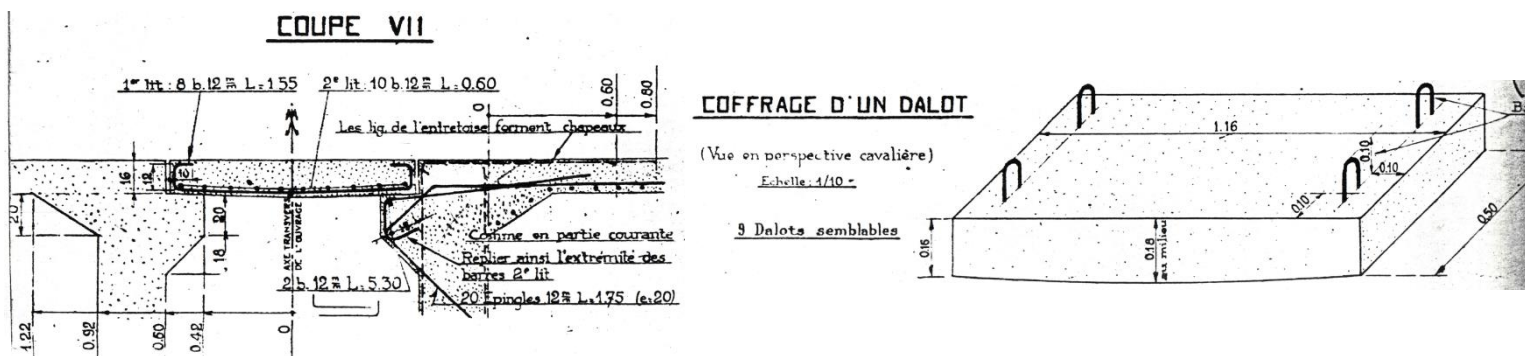 COUPE VII
1er lit : 8 b.12 m/m L=1.55
2e lit : 10 b.12 m/m L=0.60
0
0.60
0.80
Les lig. de l'entretoise forment chapeaux
16
12
10
20
20
18
AXE TRANSVERSAL
DE L'OUVRAGE
Comme en partie courante
Replier ainsi l'extrémité des
barres 2e lit
2 b.12 m/m L=5.30
20 Epingles 12 m/m L=1.75 (e=20)
1.22
0.92
0.60
0.42
0
COFFRAGE D'UN DALOT
(Vue en perspective cavalière)
Echelle : 1/10 -
9 Dalots semblables
1.16
0.10
0.10
0.10
0.16
0.18
au milieu
0.50